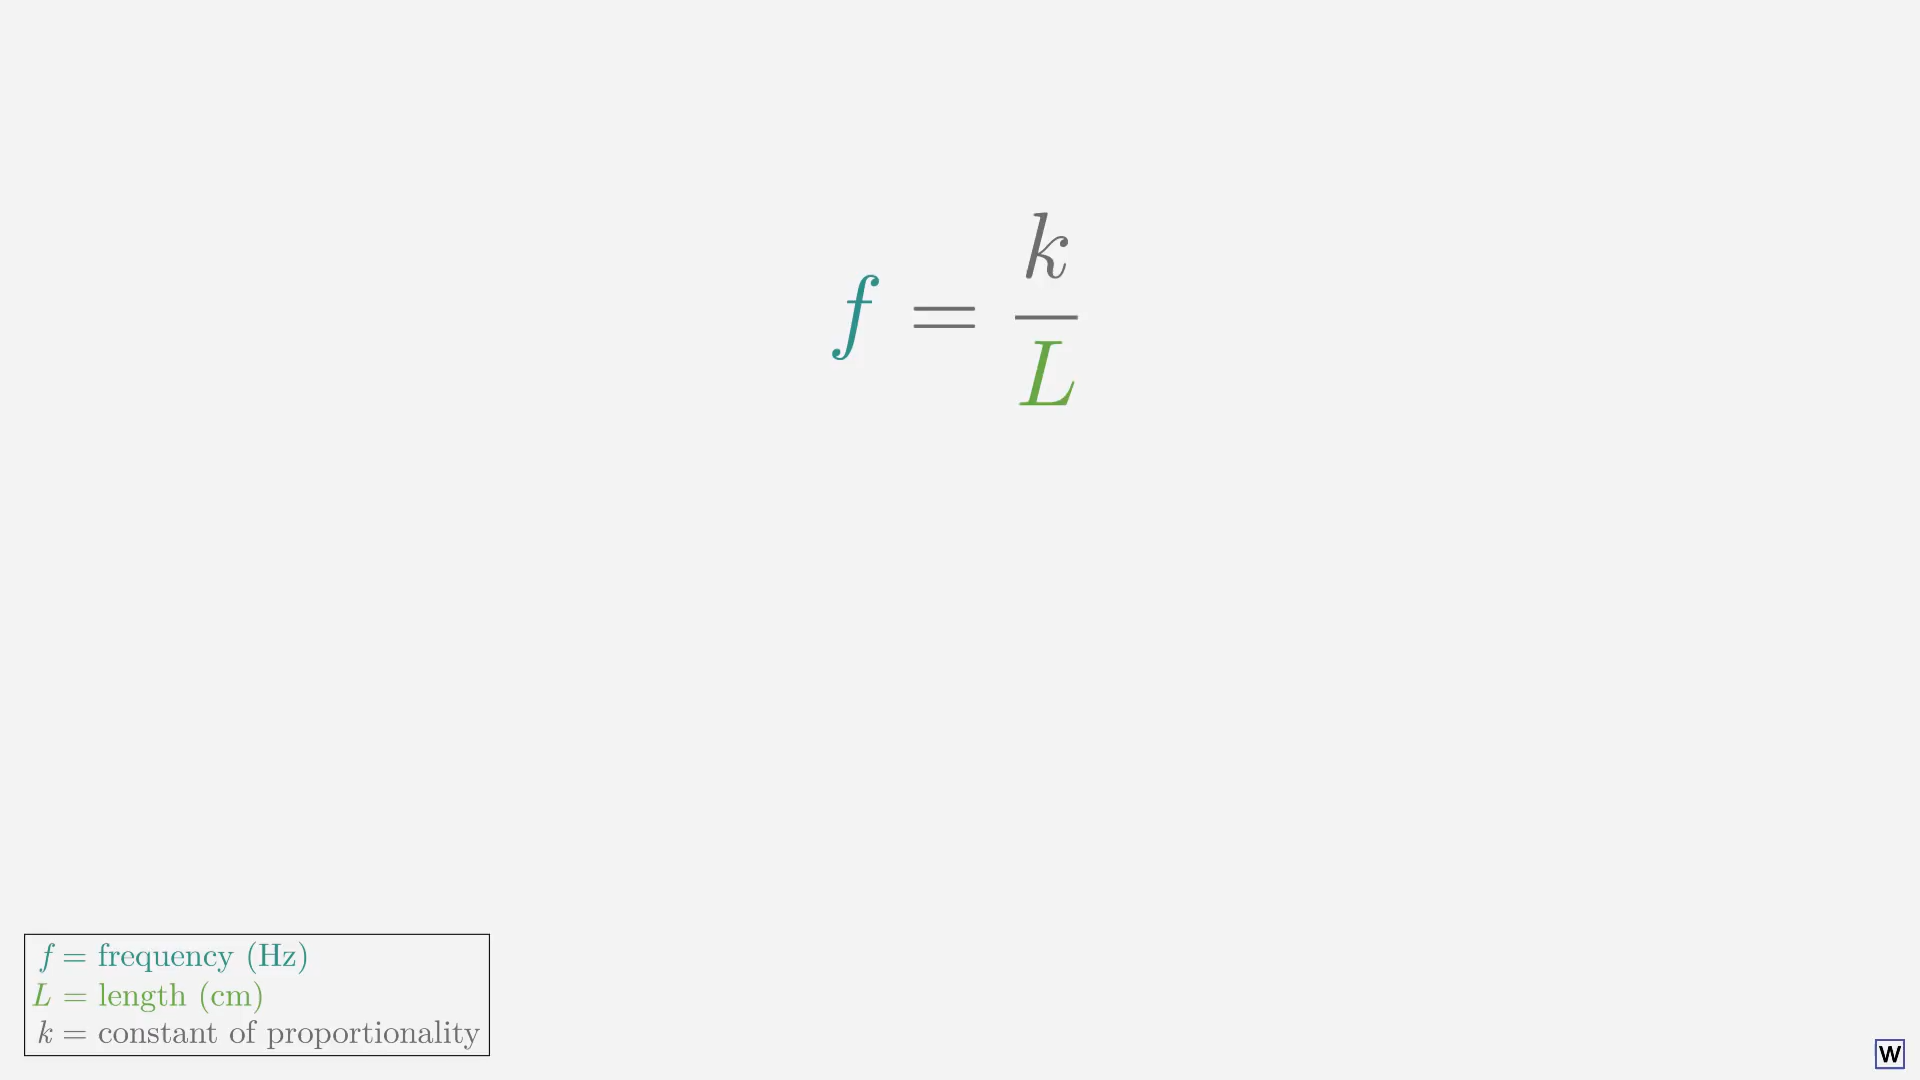 f = k/L
f = frequency (Hz)
L = length (cm)
k = constant of proportionality
W